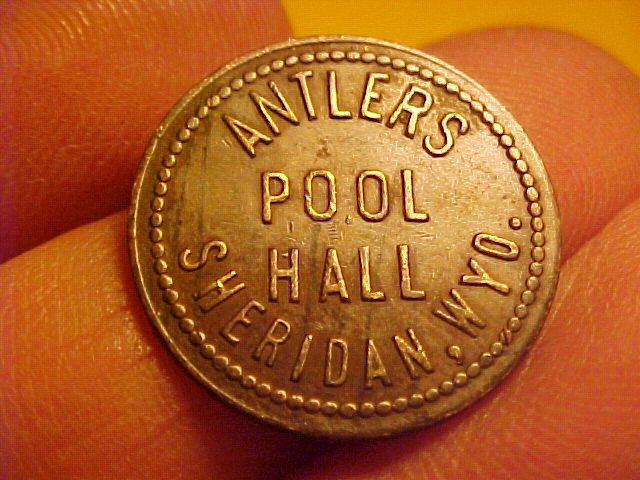 ANTLERS
POOL
HALL
SHERIDAN, WYO.